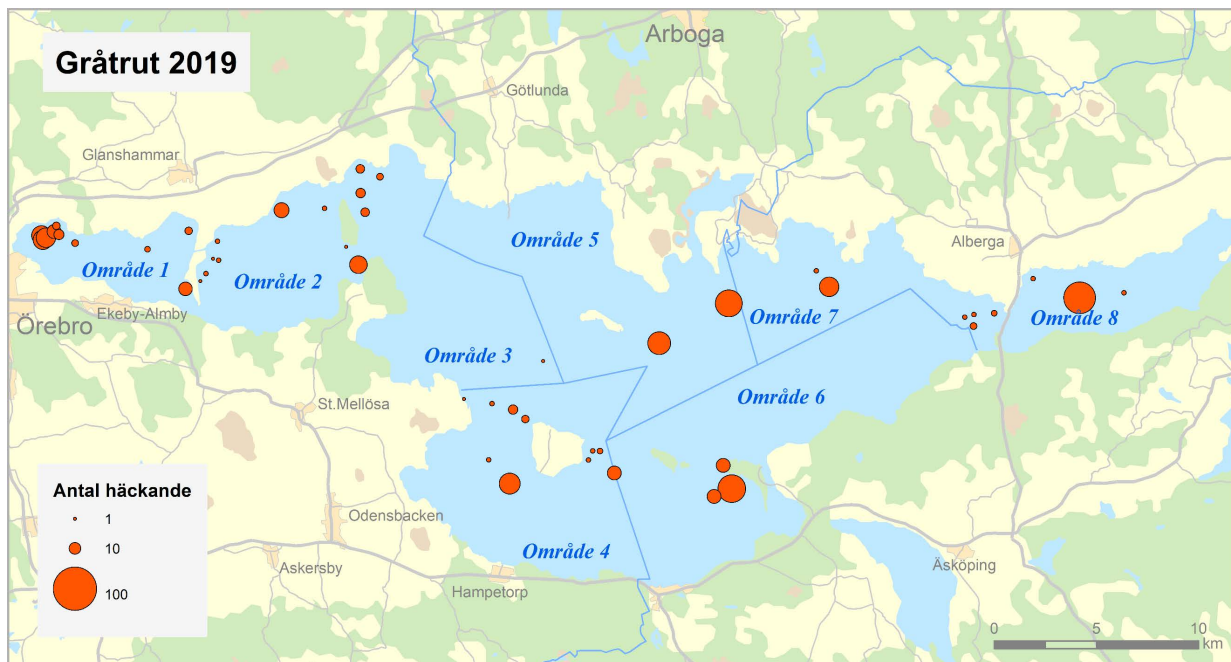 Gråtrut 2019
Arboga
Götlunda
Glanshammar
Område 5
Alberga
Område 1
Område 2
Ekeby-Almby
Örebro
Område 7
Område 8
Område 3
Område 6
St.Mellösa
Antal häckande
1
10
100
Odensbacken
Område 4
Askersby
Hampetorp
Äsköping
0 5 10
km